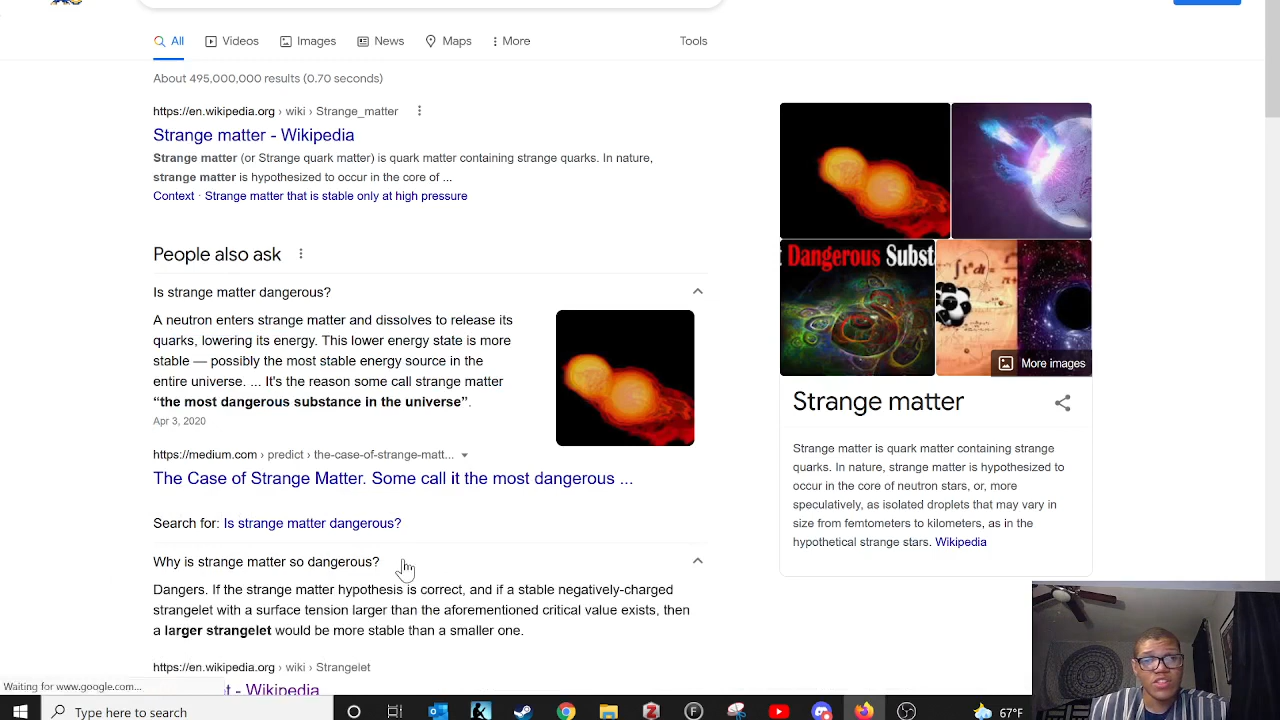 All
Videos
Images
News
Maps
More
Tools
About 495,000,000 results (0.70 seconds)
https://en.wikipedia.org › wiki › Strange_matter
Strange matter - Wikipedia
Strange matter (or Strange quark matter) is quark matter containing strange quarks. In nature,
strange matter is hypothesized to occur in the core of ...
Context · Strange matter that is stable only at high pressure
People also ask
Is strange matter dangerous?
A neutron enters strange matter and dissolves to release its
quarks, lowering its energy. This lower energy state is more
stable — possibly the most stable energy source in the
entire universe. ... It's the reason some call strange matter
“the most dangerous substance in the universe”.
Apr 3, 2020
https://medium.com › predict › the-case-of-strange-matt...
The Case of Strange Matter. Some call it the most dangerous ...
Search for: Is strange matter dangerous?
Why is strange matter so dangerous?
Dangers. If the strange matter hypothesis is correct, and if a stable negatively-charged
strangelet with a surface tension larger than the aforementioned critical value exists, then
a larger strangelet would be more stable than a smaller one.
https://en.wikipedia.org › wiki › Strangelet
t - Wikipedia
Waiting for www.google.com...
Dangerous Subst
More images
Strange matter
Strange matter is quark matter containing strange
quarks. In nature, strange matter is hypothesized to
occur in the core of neutron stars, or, more
speculatively, as isolated droplets that may vary in
size from femtometers to kilometers, as in the
hypothetical strange stars. Wikipedia
Type here to search
67°F